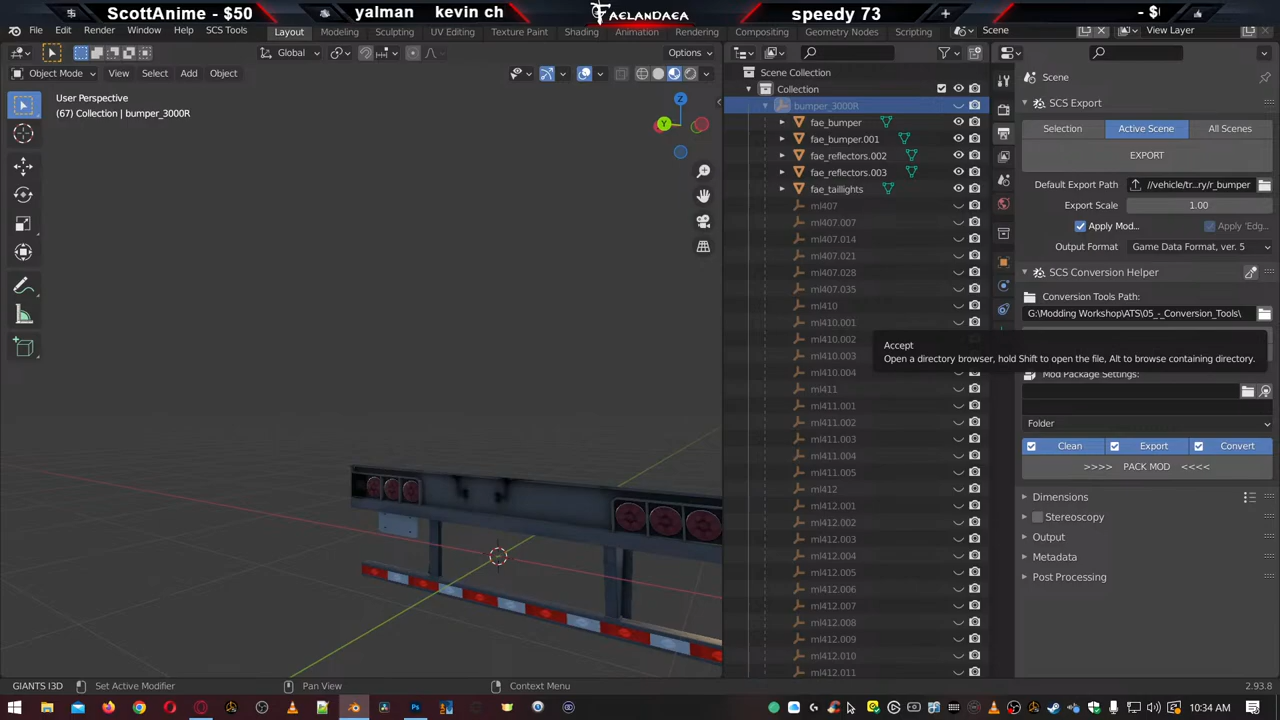 ScottAnime - $50
yalman kevin ch
FAELANDAEA
speedy 73
- $
File Edit Render Window Help SCS Tools
Layout Modeling Sculpting UV Editing Texture Paint Shading Animation Rendering Compositing Geometry Nodes Scripting
Scene
View Layer
Global
Options
Object Mode View Select Add Object
User Perspective
(67) Collection | bumper_3000R
Z
Y
Scene Collection
Collection
bumper_3000R
fae_bumper
fae_bumper.001
fae_reflectors.002
fae_reflectors.003
fae_taillights
ml407
ml407.007
ml407.014
ml407.021
ml407.028
ml407.035
ml410
ml410.001
ml410.002
ml410.003
ml410.004
ml411
ml411.001
ml411.002
ml411.003
ml411.004
ml411.005
ml412
ml412.001
ml412.002
ml412.003
ml412.004
ml412.005
ml412.006
ml412.007
ml412.008
ml412.009
ml412.010
ml412.011
Scene
SCS Export
Selection Active Scene All Scenes
EXPORT
Default Export Path //vehicle/tr...ry/r_bumper
Export Scale 1.00
Apply Mod... Apply 'Edg...
Output Format Game Data Format, ver. 5
SCS Conversion Helper
Conversion Tools Path:
G:\Modding Workshop\ATS\05_-_Conversion_Tools\
Accept
Open a directory browser, hold Shift to open the file, Alt to browse containing directory.
Mod Package Settings:
Folder
Clean Export Convert
>>>> PACK MOD <<<<
Dimensions
Stereoscopy
Output
Metadata
Post Processing
GIANTS I3D Set Active Modifier Pan View Context Menu 2.93.8
10:34 AM